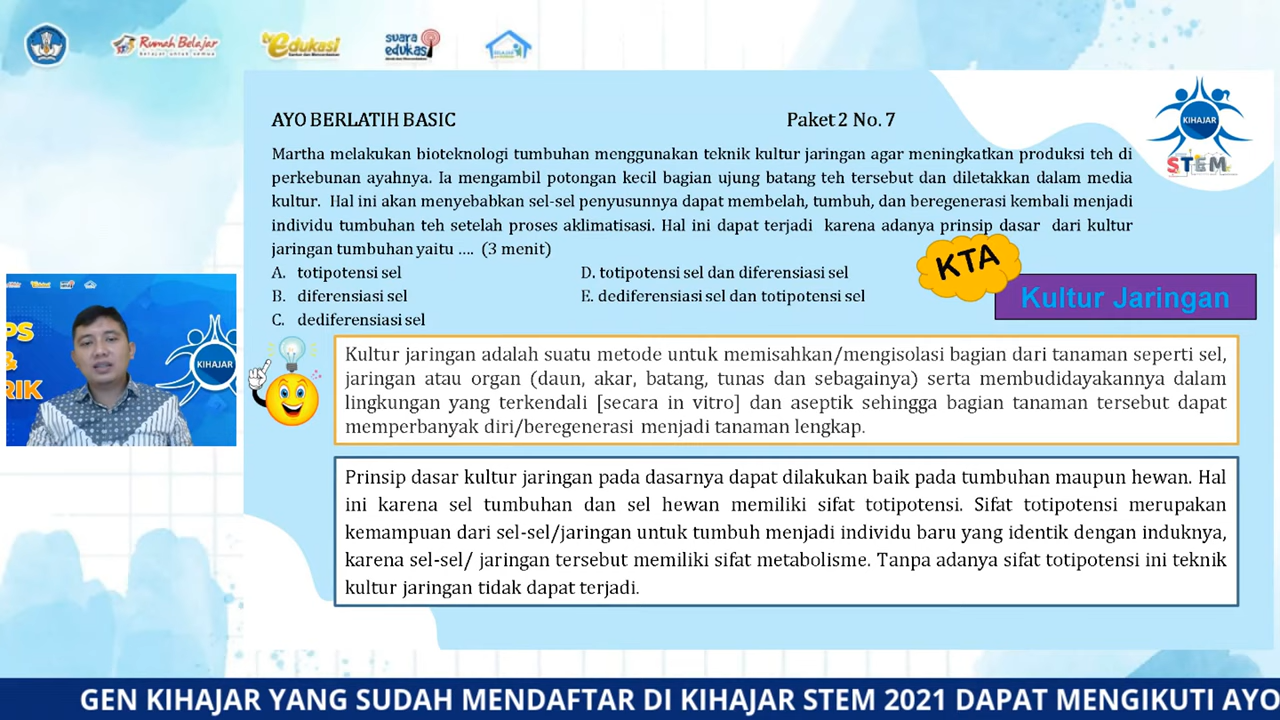 Rumah Belajar
Belajar untuk semua
tv edukasi
suara
edukasi
AYO BERLATIH BASIC
Paket 2 No. 7
KIHAJAR
STEM
Martha melakukan bioteknologi tumbuhan menggunakan teknik kultur jaringan agar meningkatkan produksi teh di
perkebunan ayahnya. Ia mengambil potongan kecil bagian ujung batang teh tersebut dan diletakkan dalam media
kultur. Hal ini akan menyebabkan sel-sel penyusunnya dapat membelah, tumbuh, dan beregenerasi kembali menjadi
individu tumbuhan teh setelah proses aklimatisasi. Hal ini dapat terjadi karena adanya prinsip dasar dari kultur
jaringan tumbuhan yaitu .... (3 menit)
A. totipotensi sel
B. diferensiasi sel
C. dediferensiasi sel
D. totipotensi sel dan diferensiasi sel
E. dediferensiasi sel dan totipotensi sel
KTA
Kultur Jaringan
Kultur jaringan adalah suatu metode untuk memisahkan/mengisolasi bagian dari tanaman seperti sel,
jaringan atau organ (daun, akar, batang, tunas dan sebagainya) serta membudidayakannya dalam
lingkungan yang terkendali [secara in vitro] dan aseptik sehingga bagian tanaman tersebut dapat
memperbanyak diri/beregenerasi menjadi tanaman lengkap.
Prinsip dasar kultur jaringan pada dasarnya dapat dilakukan baik pada tumbuhan maupun hewan. Hal
ini karena sel tumbuhan dan sel hewan memiliki sifat totipotensi. Sifat totipotensi merupakan
kemampuan dari sel-sel/jaringan untuk tumbuh menjadi individu baru yang identik dengan induknya,
karena sel-sel/ jaringan tersebut memiliki sifat metabolisme. Tanpa adanya sifat totipotensi ini teknik
kultur jaringan tidak dapat terjadi.
PS
&
RIK
KIHAJAR
GEN KIHAJAR YANG SUDAH MENDAFTAR DI KIHAJAR STEM 2021 DAPAT MENGIKUTI AYO